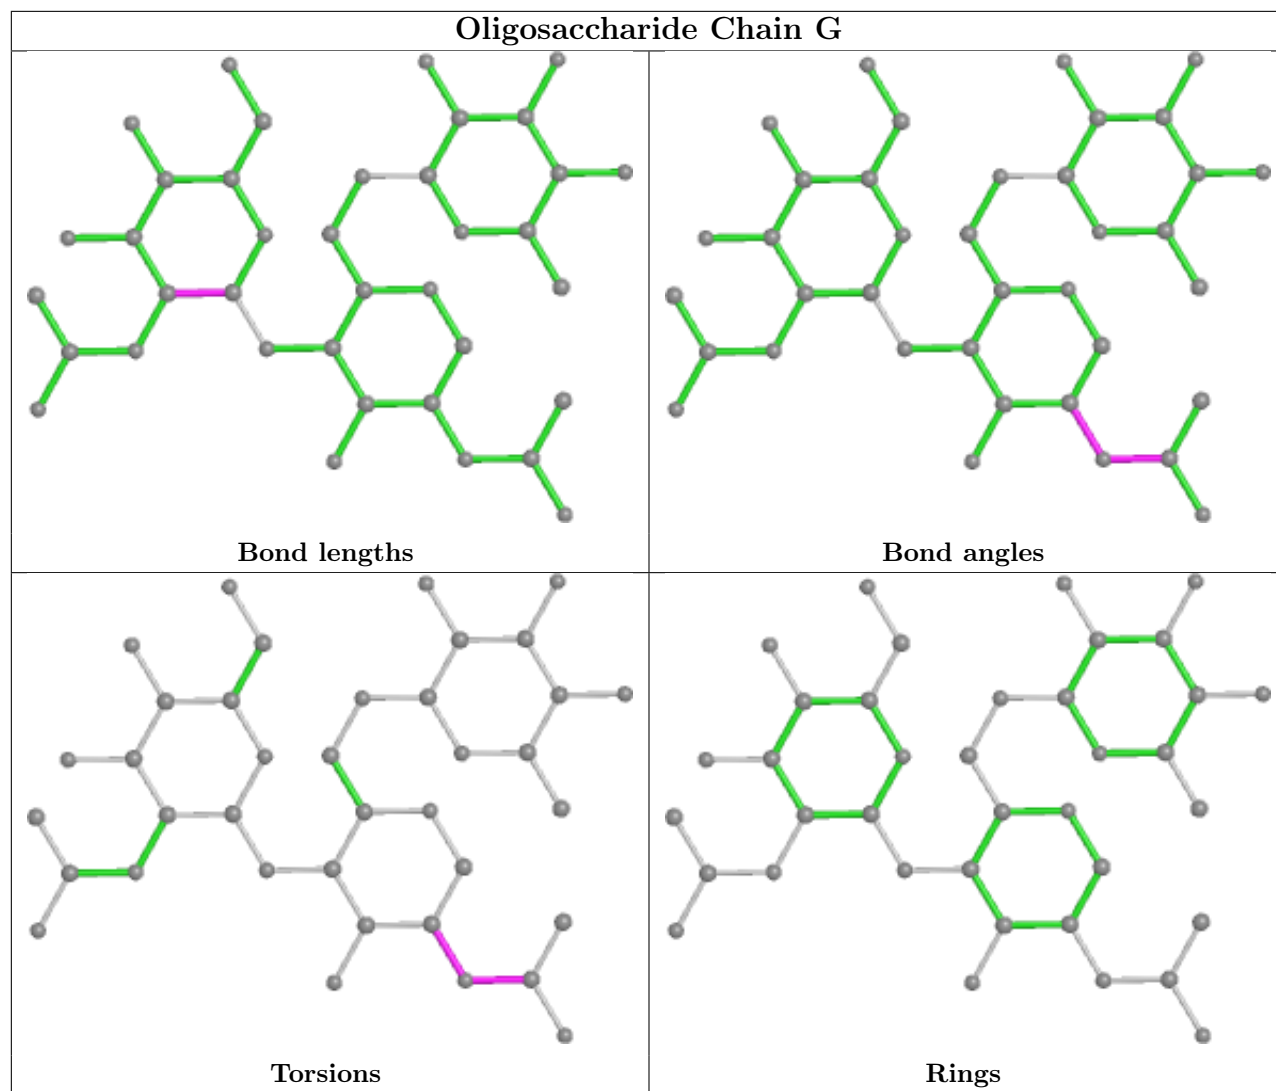 Oligosaccharide Chain G
Bond lengths
Bond angles
Torsions
Rings